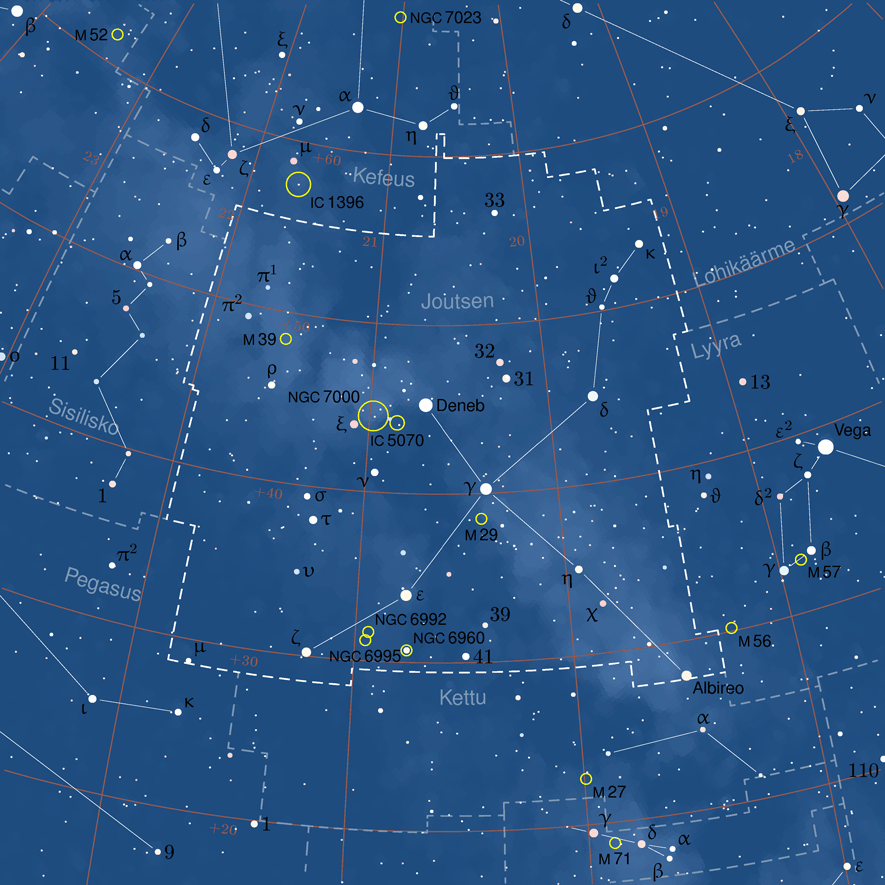 β
M 52
ξ
NGC 7023
δ
α
ϑ
ν
η
ν
ξ
δ
ζ
ε
μ
+60
IC 1396
Kefeus
23
22
21
20
19
18
33
γ
κ
ι²
ϑ
Lohikäärme
β
α
5
π¹
π²
Joutsen
50
M 39
Lyyra
ο
11
ρ
32
31
13
NGC 7000
Deneb
ξ
IC 5070
δ
Sisilisko
ε²
Vega
ζ
1
+40
ν
γ
η
ϑ
δ²
σ
τ
M 29
π²
υ
η
β
γ
M 57
Pegasus
ε
χ
39
NGC 6992
NGC 6960
NGC 6995
41
ζ
M 56
μ
+30
Albireo
ι
κ
Kettu
α
110
M 27
+20
1
γ
δ
α
M 71
β
9
ε